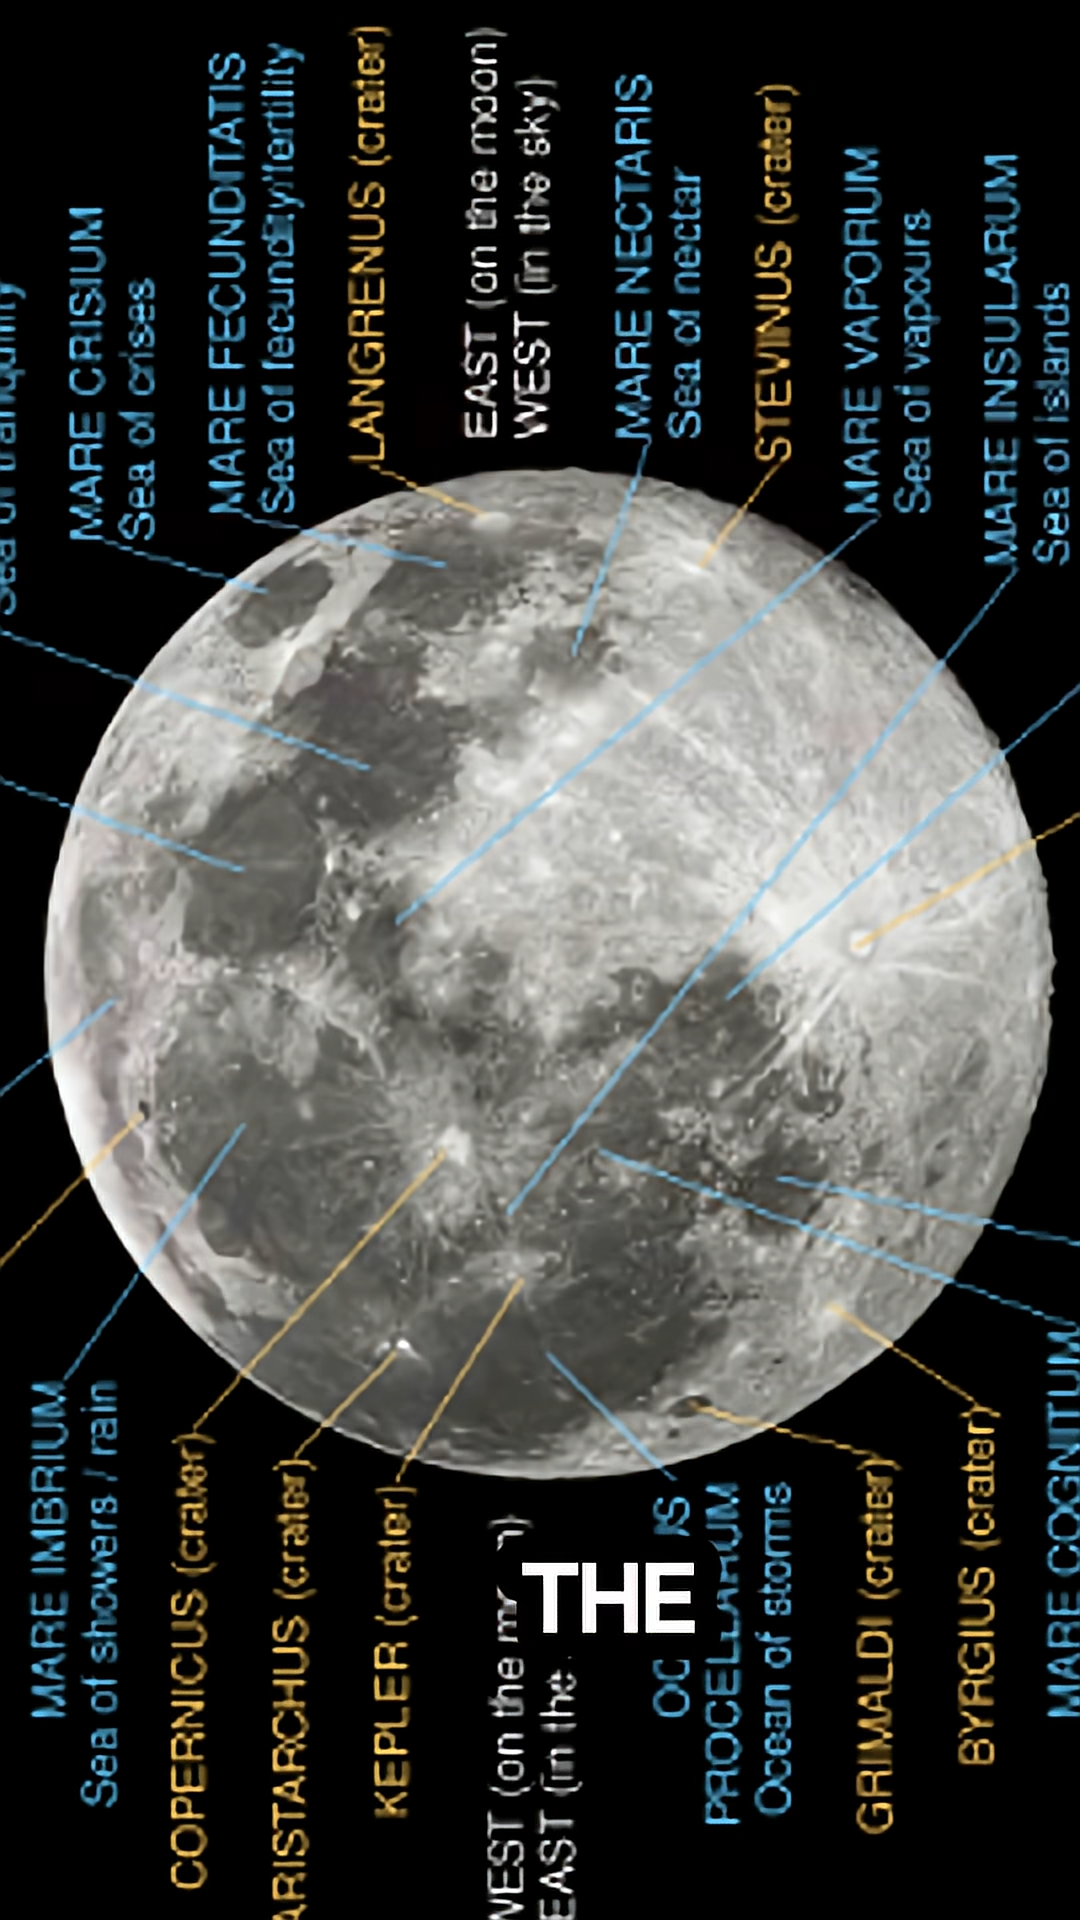 Sea of tranquility
MARE CRISIUM
Sea of crises
MARE FECUNDITATIS
Sea of fecundity/fertility
LANGRENUS (crater)
EAST (on the moon)
WEST (in the sky)
MARE NECTARIS
Sea of nectar
STEVINUS (crater)
MARE VAPORUM
Sea of vapours
MARE INSULARUM
Sea of islands
MARE IMBRIUM
Sea of showers / rain
COPERNICUS (crater)
ARISTARCHUS (crater)
KEPLER (crater)
WEST (on the
EAST (in the
THE
PROCELLARUM
Ocean of storms
GRIMALDI (crater)
BYRGIUS (crater)
MARE COGNTUM